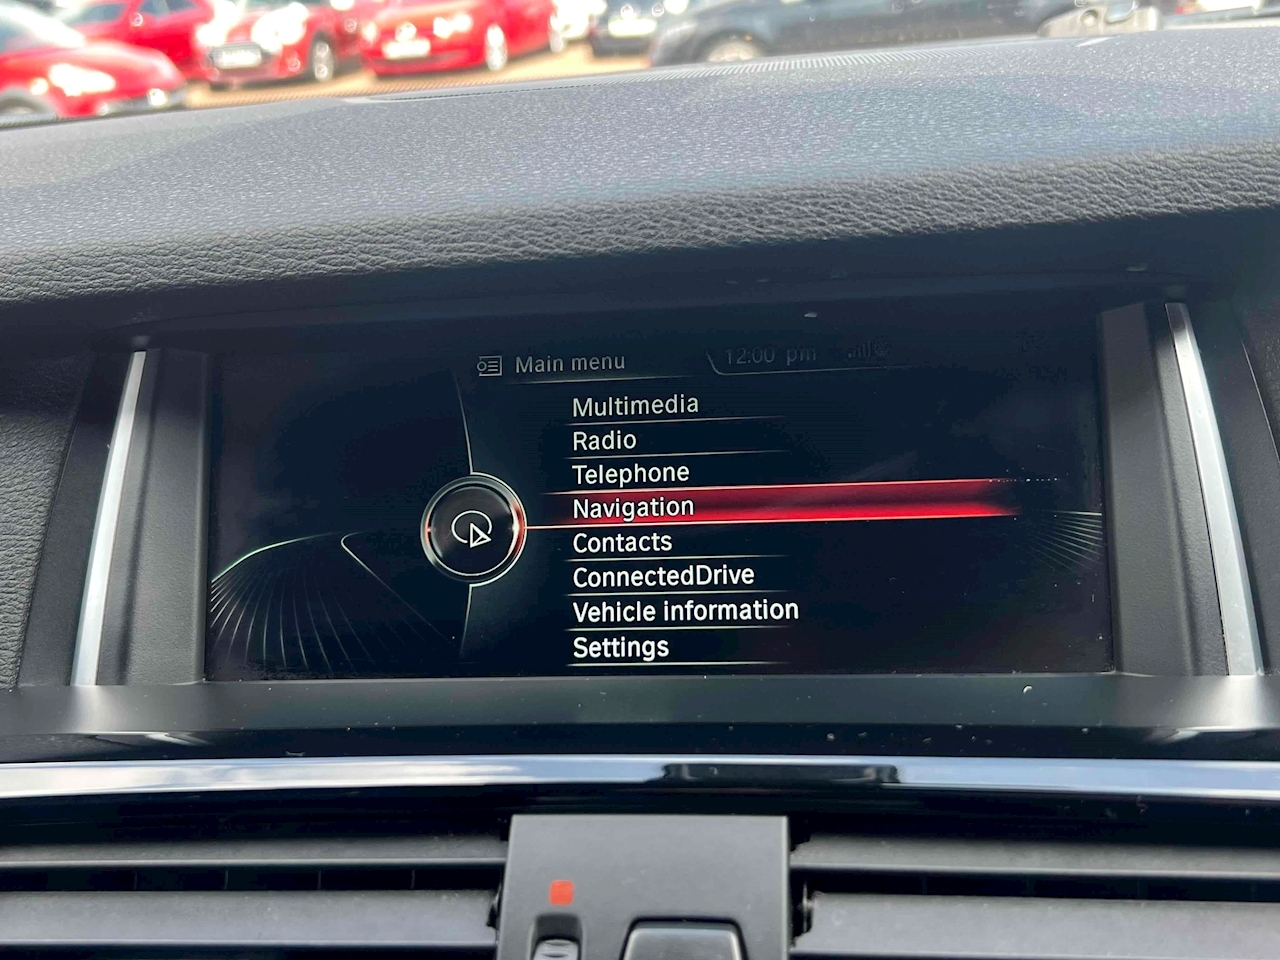 Main menu
12:00 pm
Multimedia
Radio
Telephone
Navigation
Contacts
ConnectedDrive
Vehicle information
Settings